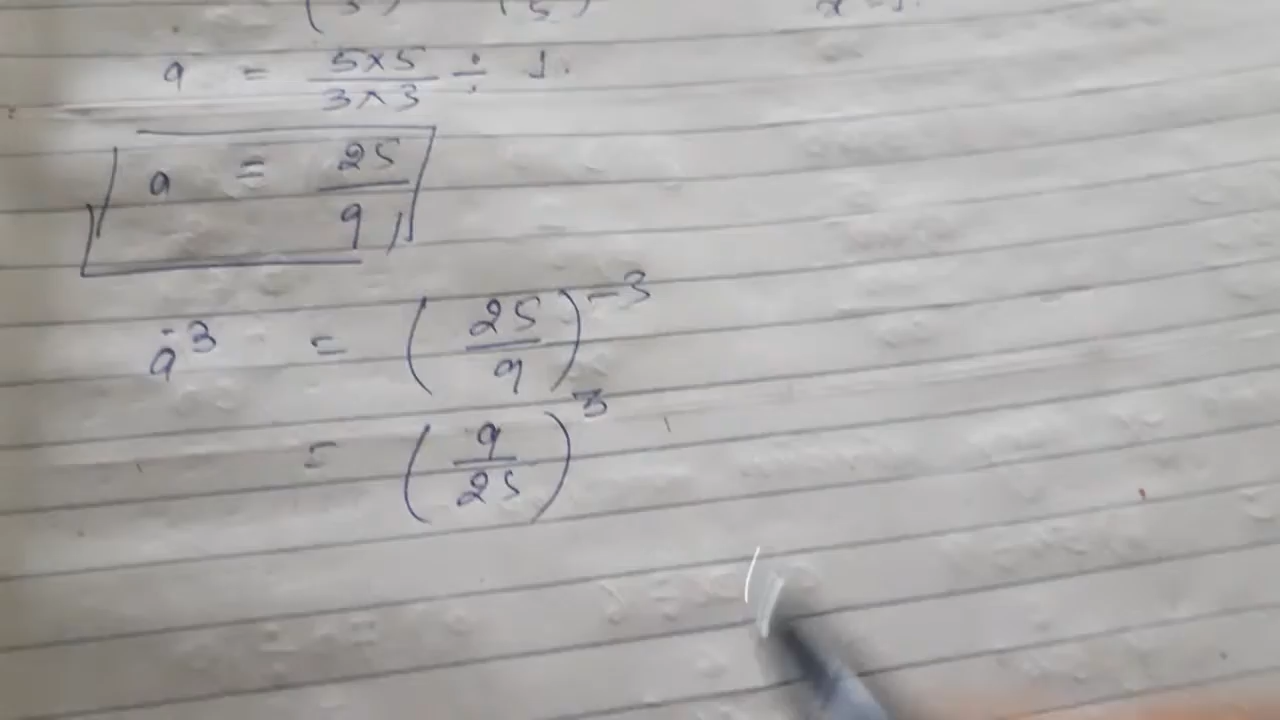 a = 5×5/3×3 ÷ 1.
a = 25/9
a⁻³ = (25/9)⁻³
= (9/25)³